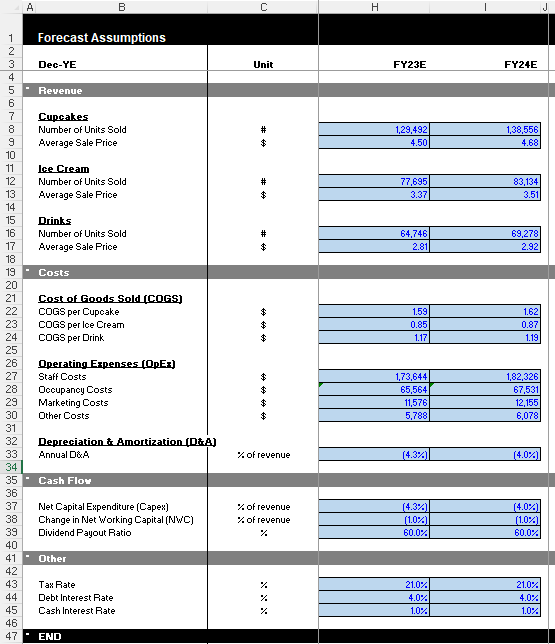 A B C H I J
1 Forecast Assumptions
2
3 Dec-YE Unit FY23E FY24E
4
5 Revenue
6
7 Cupcakes
8 Number of Units Sold # 1,29,492 1,38,556
9 Average Sale Price $ 4.50 4.68
10
11 Ice Cream
12 Number of Units Sold # 77,695 83,134
13 Average Sale Price $ 3.37 3.51
14
15 Drinks
16 Number of Units Sold # 64,746 69,278
17 Average Sale Price $ 2.81 2.92
18
19 Costs
20
21 Cost of Goods Sold (COGS)
22 COGS per Cupcake $ 1.59 1.62
23 COGS per Ice Cream $ 0.85 0.87
24 COGS per Drink $ 1.17 1.19
25
26 Operating Expenses (OpEx)
27 Staff Costs $ 1,73,644 1,82,326
28 Occupancy Costs $ 65,564 67,531
29 Marketing Costs $ 11,576 12,155
30 Other Costs $ 5,788 6,078
31
32 Depreciation & Amortization (D&A)
33 Annual D&A % of revenue (4.3%) (4.0%)
34
35 Cash Flow
36
37 Net Capital Expenditure (Capex) % of revenue (4.3%) (4.0%)
38 Change in Net Working Capital (NWC) % of revenue (1.0%) (1.0%)
39 Dividend Payout Ratio % 60.0% 60.0%
40
41 Other
42
43 Tax Rate % 21.0% 21.0%
44 Debt Interest Rate % 4.0% 4.0%
45 Cash Interest Rate % 1.0% 1.0%
46
47 END